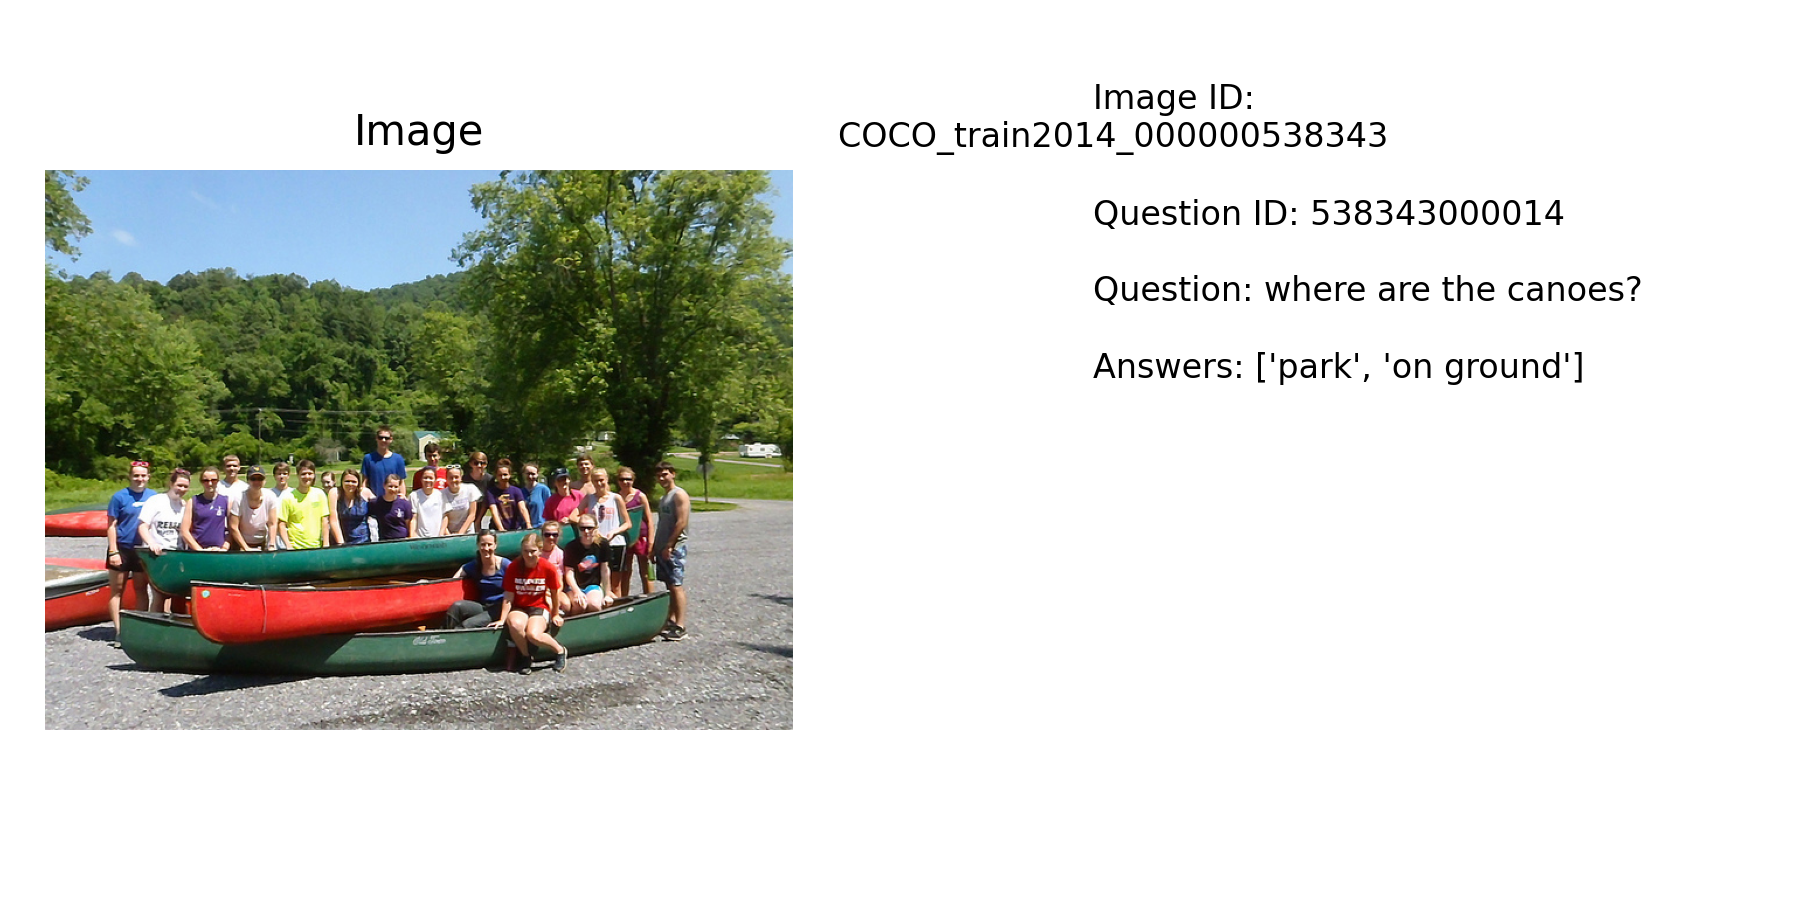 Image
Image ID:
COCO_train2014_000000538343
Question ID: 538343000014
Question: where are the canoes?
Answers: ['park', 'on ground']